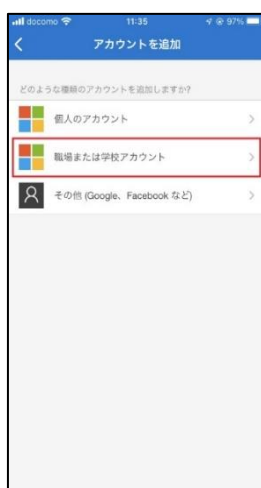 docomo 11:35 97%
アカウントを追加
どのような種類のアカウントを追加しますか?
個人のアカウント
職場または学校アカウント
その他 (Google、Facebook など)